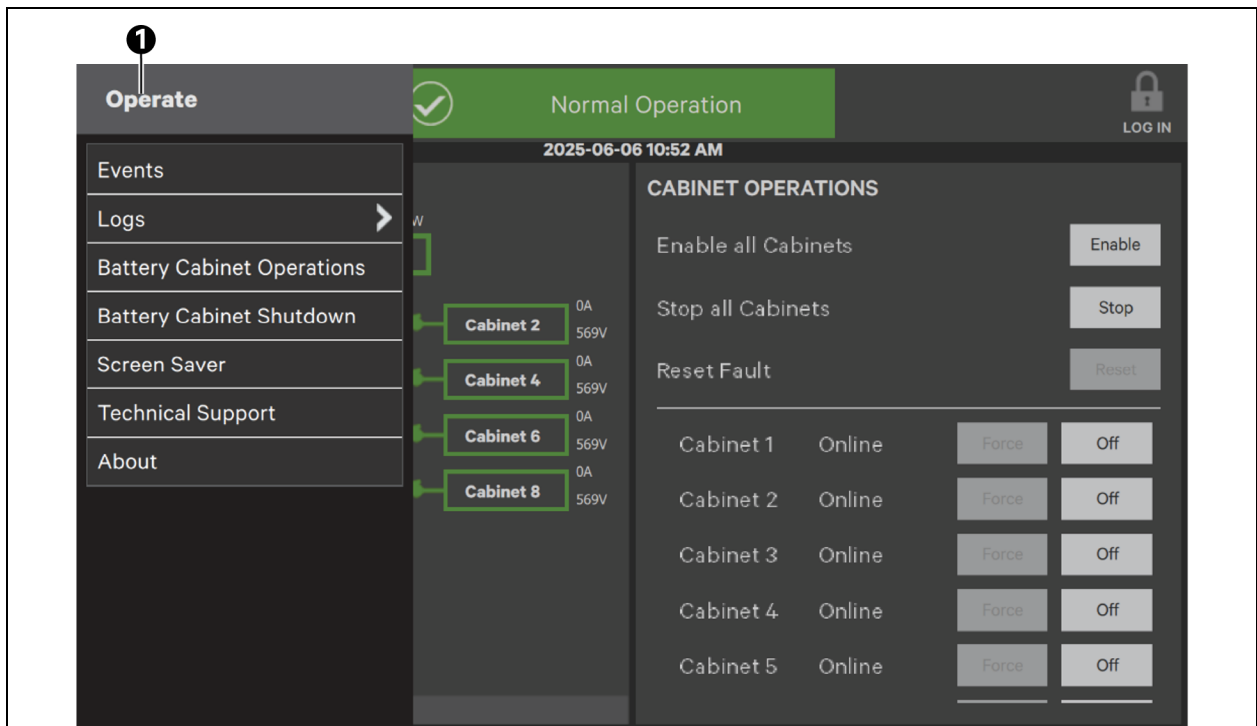 1
Operate
Normal Operation
LOG IN
2025-06-06 10:52 AM
Events
Logs
Battery Cabinet Operations
Battery Cabinet Shutdown
Screen Saver
Technical Support
About
W
Cabinet 2
0A
569V
Cabinet 4
0A
569V
Cabinet 6
0A
569V
Cabinet 8
0A
569V
CABINET OPERATIONS
Enable all Cabinets Enable
Stop all Cabinets Stop
Reset Fault Reset
Cabinet 1 Online Force Off
Cabinet 2 Online Force Off
Cabinet 3 Online Force Off
Cabinet 4 Online Force Off
Cabinet 5 Online Force Off